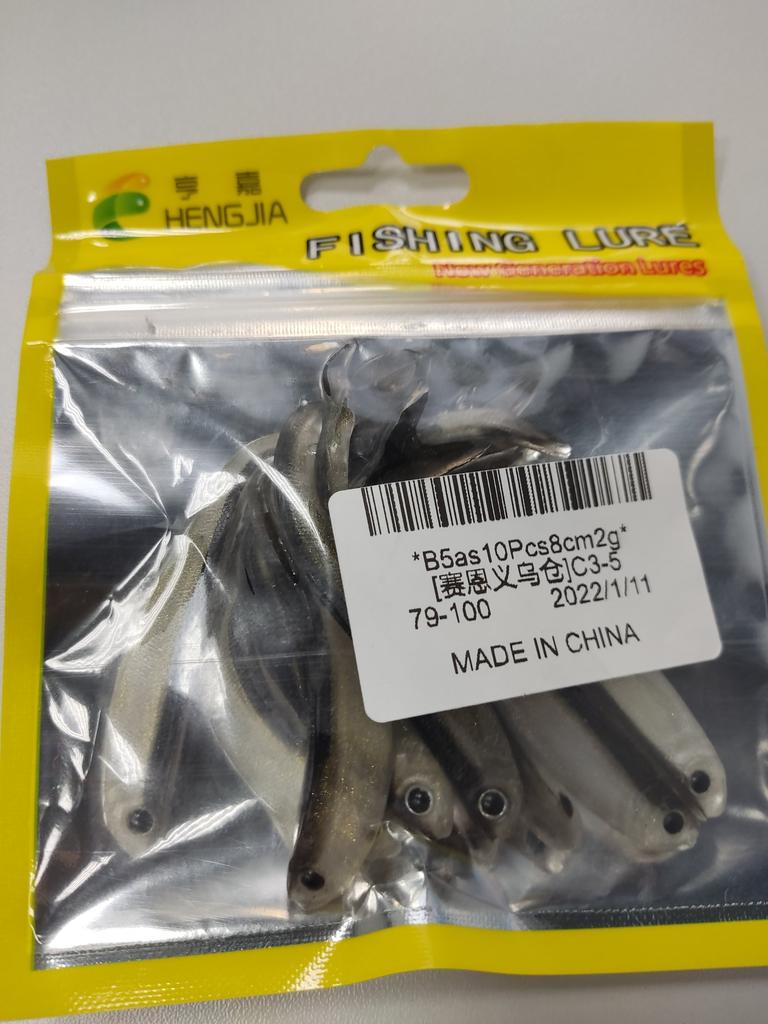 亨嘉
HENGJIA
FISHING LURE
New Generation Lures
*B5as10Pcs8cm2g*
[赛恩义乌仓]C3-5
79-100 2022/1/11
MADE IN CHINA